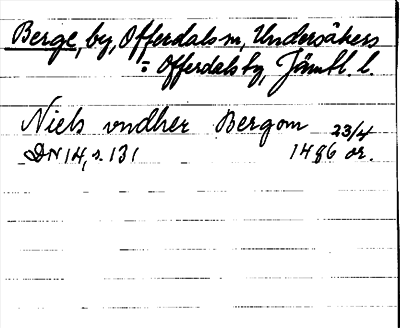 Berge, by, Offerdals sn, Undersåkers
= Offerdals tg, Jämtl. l.
Niels vndher Bergom 23/4
DN 14, s. 131 1486 or.